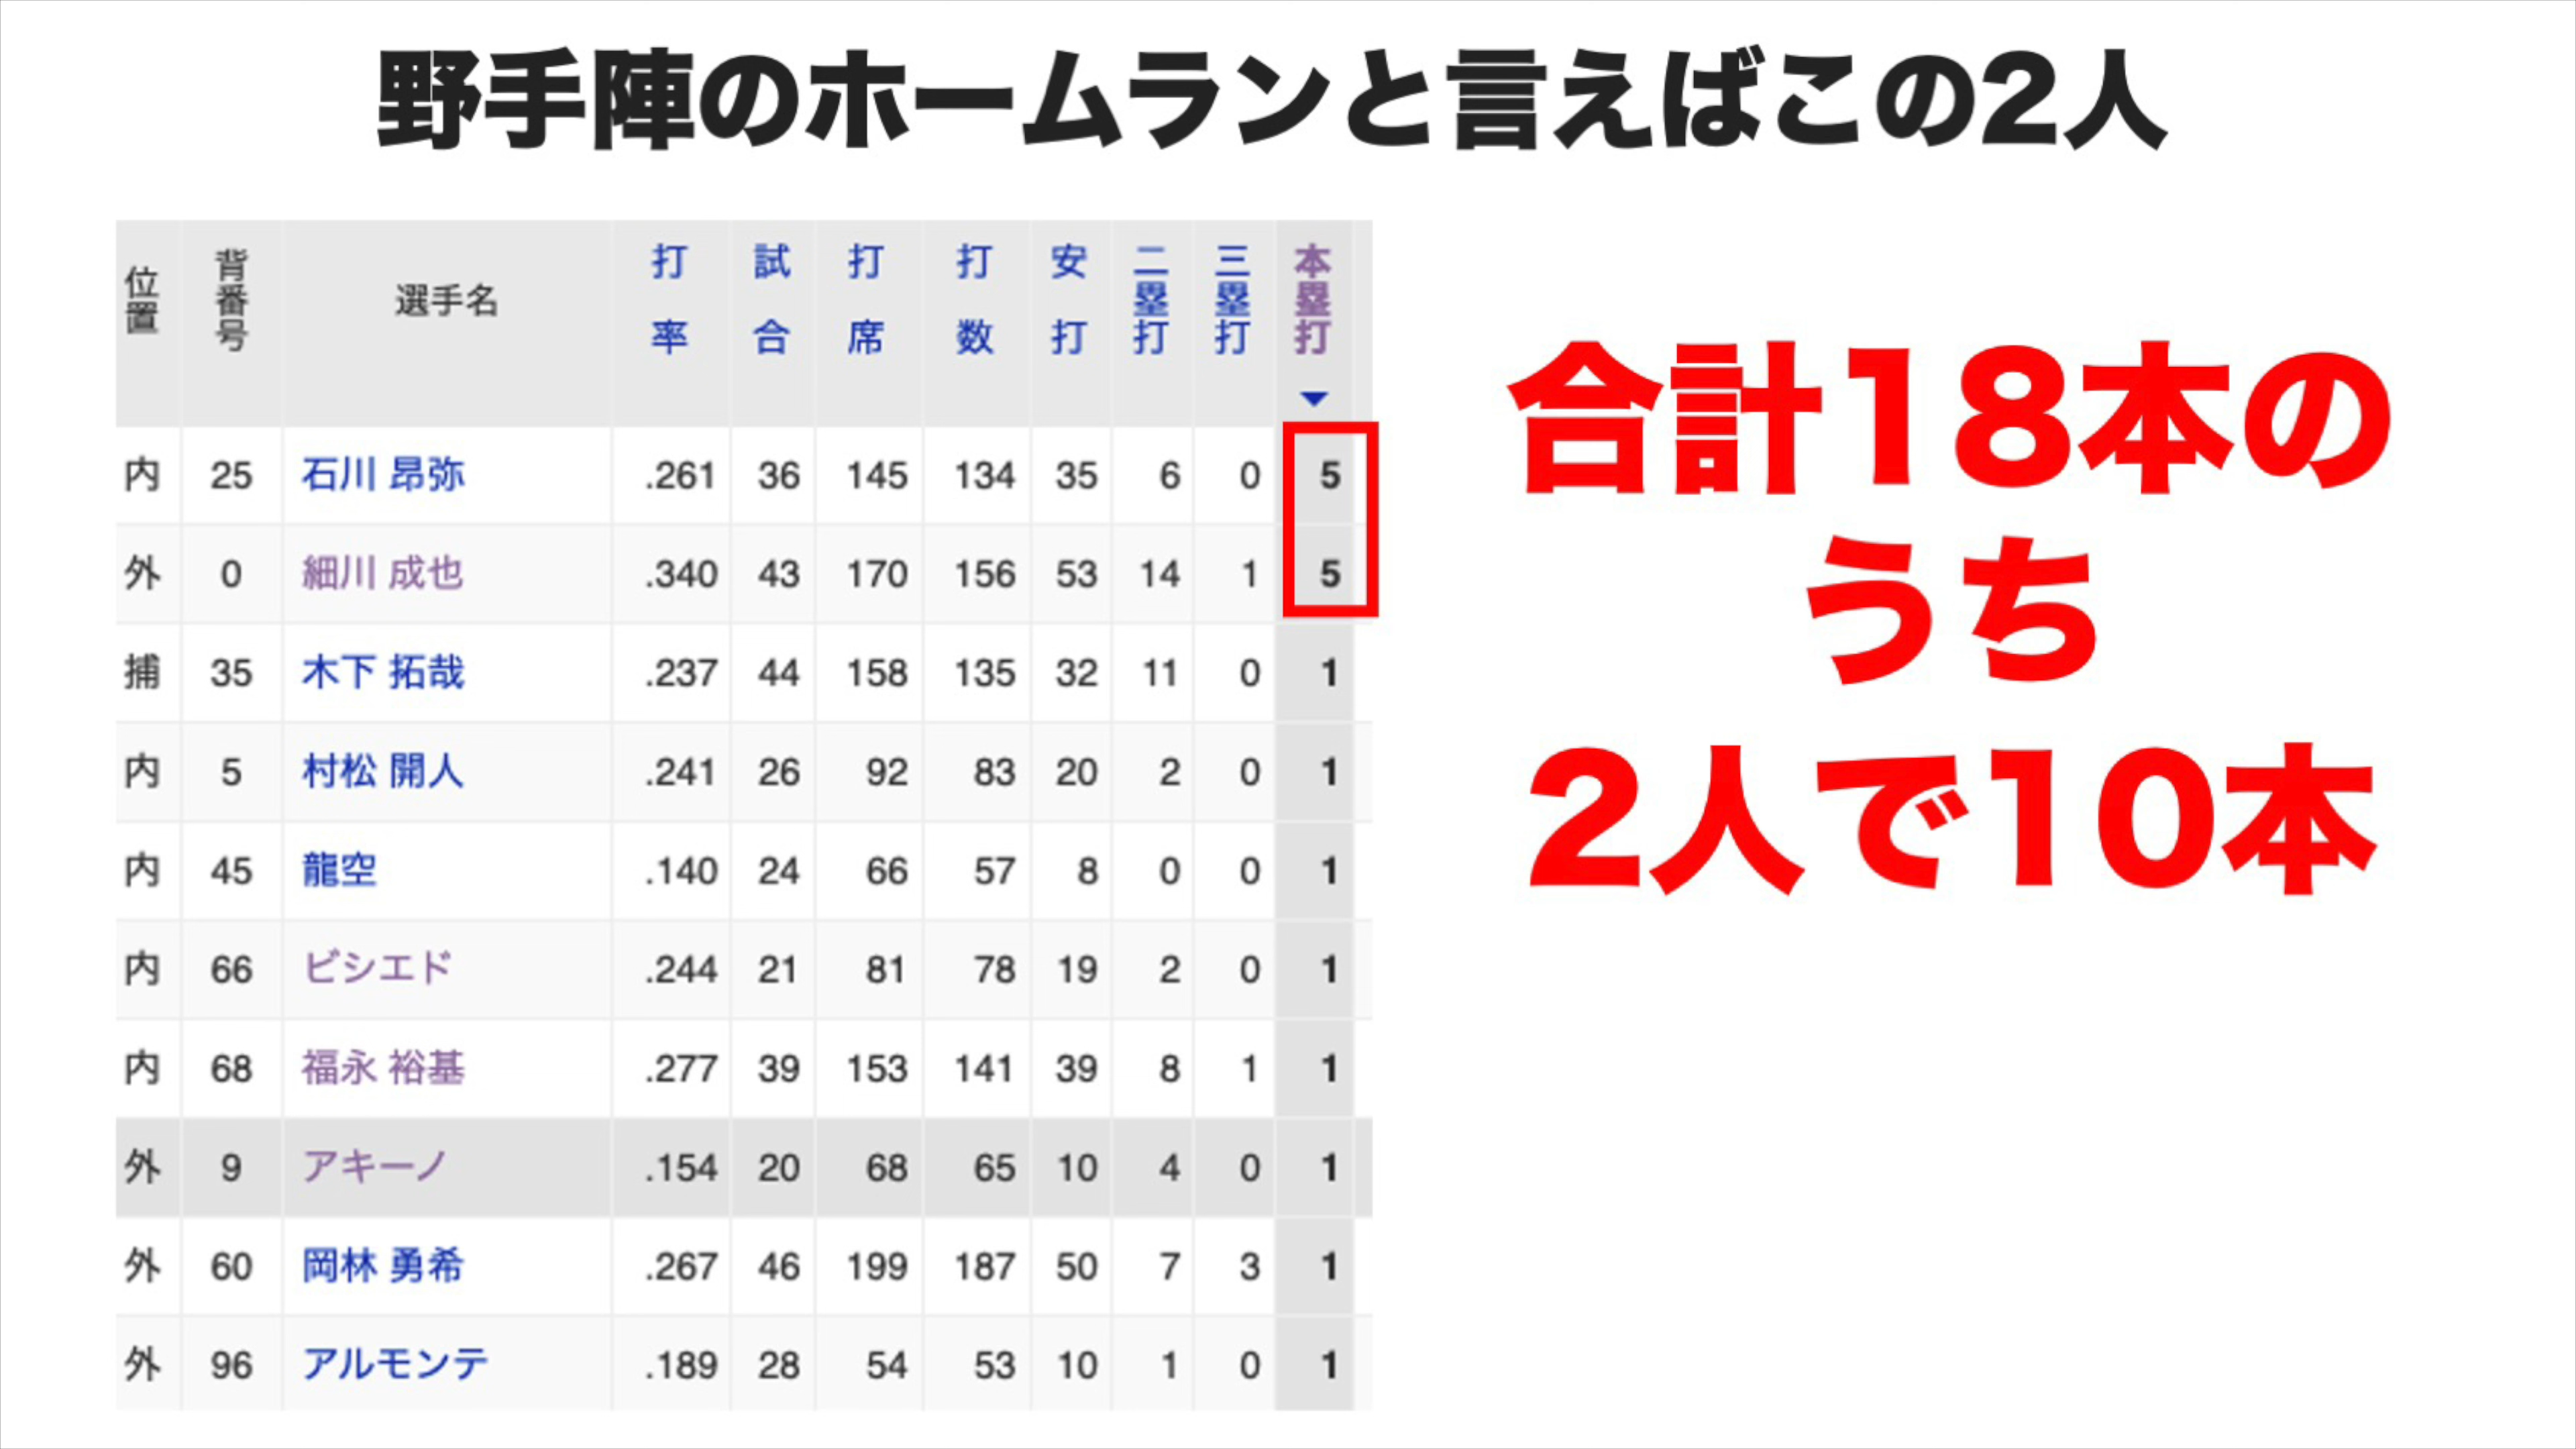 野手陣のホームランと言えばこの2人
位置 背番号 選手名 打率 試合 打席 打数 安打 二塁打 三塁打 本塁打
内 25 石川 昂弥 .261 36 145 134 35 6 0 5
外 0 細川 成也 .340 43 170 156 53 14 1 5
捕 35 木下 拓哉 .237 44 158 135 32 11 0 1
内 5 村松 開人 .241 26 92 83 20 2 0 1
内 45 龍空 .140 24 66 57 8 0 0 1
内 66 ビシエド .244 21 81 78 19 2 0 1
内 68 福永 裕基 .277 39 153 141 39 8 1 1
外 9 アキーノ .154 20 68 65 10 4 0 1
外 60 岡林 勇希 .267 46 199 187 50 7 3 1
外 96 アルモンテ .189 28 54 53 10 1 0 1
合計18本の
うち
2人で10本